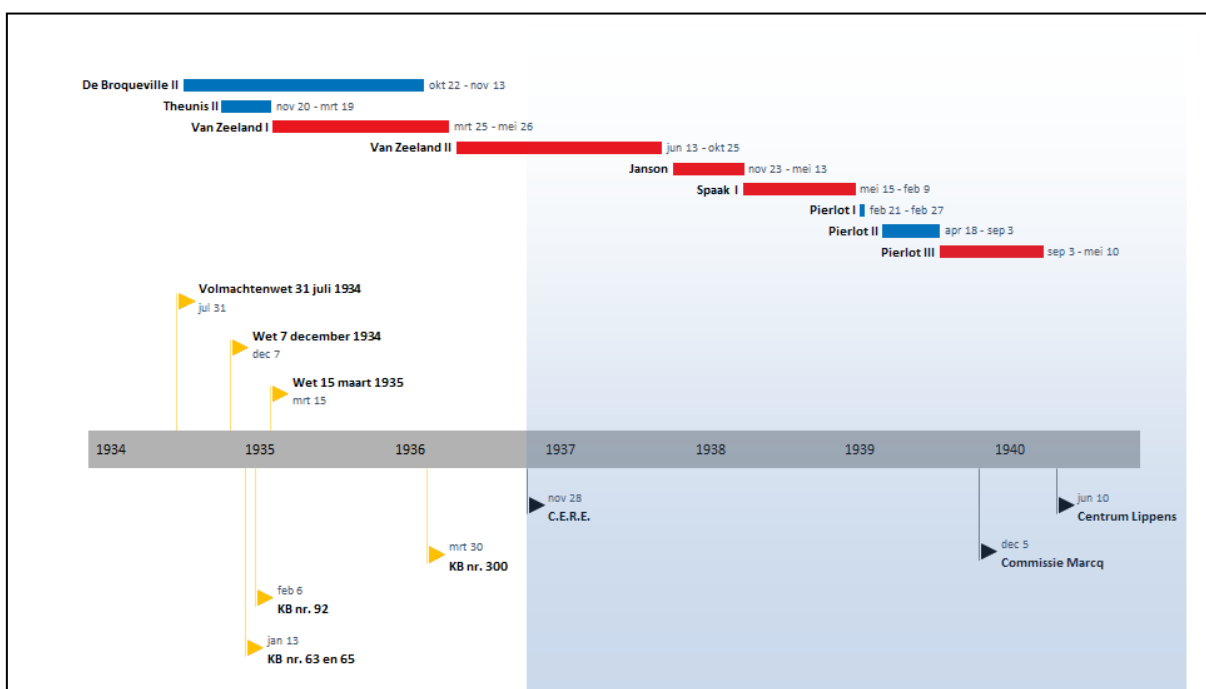 De Broqueville II okt 22 - nov 13
Theunis II nov 20 - mrt 19
Van Zeeland I mrt 25 - mei 26
Van Zeeland II jun 13 - okt 25
Janson nov 23 - mei 13
Spaak I mei 15 - feb 9
Pierlot I feb 21 - feb 27
Pierlot II apr 18 - sep 3
Pierlot III sep 3 - mei 10
Volmachtenwet 31 juli 1934
jul 31
Wet 7 december 1934
dec 7
Wet 15 maart 1935
mrt 15
1934 1935 1936 1937 1938 1939 1940
nov 28
C.E.R.E.
jun 10
Centrum Lippens
mrt 30
KB nr. 300
dec 5
Commissie Marcq
feb 6
KB nr. 92
jan 13
KB nr. 63 en 65